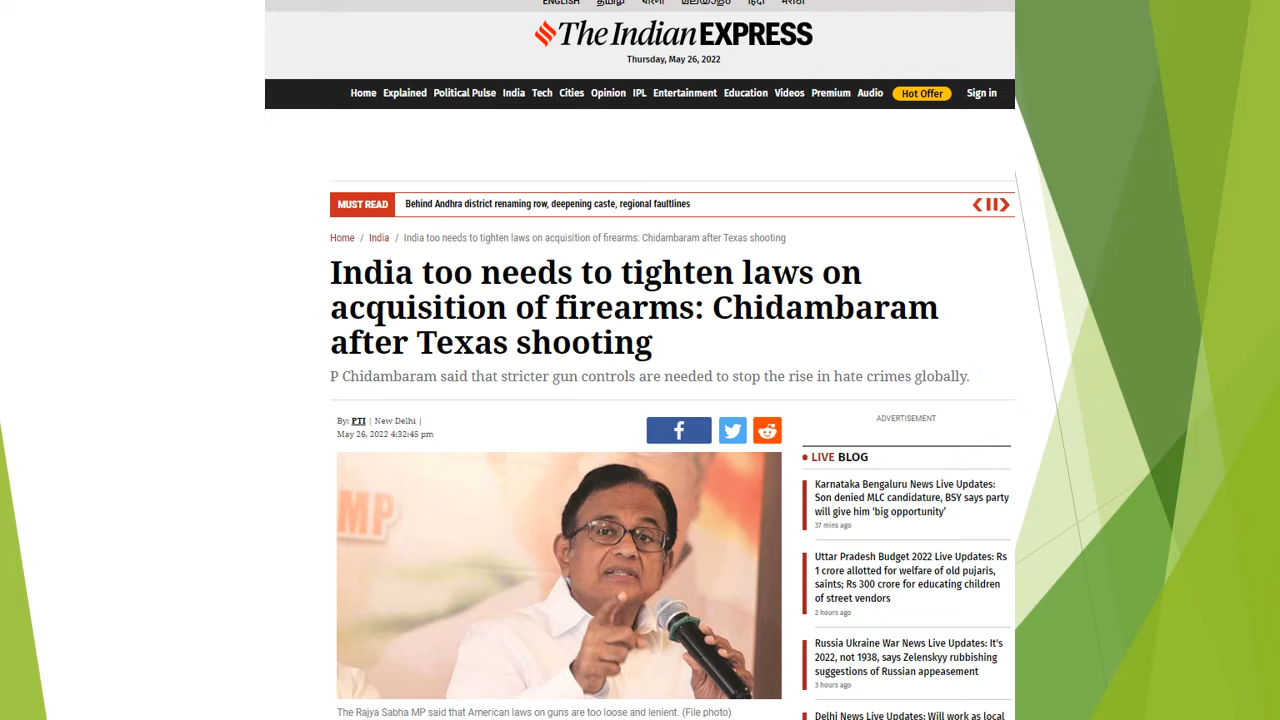 ENGLISH தமிழ் বাংলা മലയാളം हिंदी मराठी
The Indian EXPRESS
Thursday, May 26, 2022
Home Explained Political Pulse India Tech Cities Opinion IPL Entertainment Education Videos Premium Audio Hot Offer Sign in
MUST READ Behind Andhra district renaming row, deepening caste, regional faultlines
Home / India / India too needs to tighten laws on acquisition of firearms: Chidambaram after Texas shooting
India too needs to tighten laws on
acquisition of firearms: Chidambaram
after Texas shooting
P Chidambaram said that stricter gun controls are needed to stop the rise in hate crimes globally.
By: PTI | New Delhi |
May 26, 2022 4:32:45 pm
MP
The Rajya Sabha MP said that American laws on guns are too loose and lenient. (File photo)
ADVERTISEMENT
LIVE BLOG
Karnataka Bengaluru News Live Updates:
Son denied MLC candidature, BSY says party
will give him ‘big opportunity’
37 mins ago
Uttar Pradesh Budget 2022 Live Updates: Rs
1 crore allotted for welfare of old pujaris,
saints; Rs 300 crore for educating children
of street vendors
2 hours ago
Russia Ukraine War News Live Updates: It's
2022, not 1938, says Zelenskyy rubbishing
suggestions of Russian appeasement
3 hours ago
Delhi News Live Updates: Will work as local